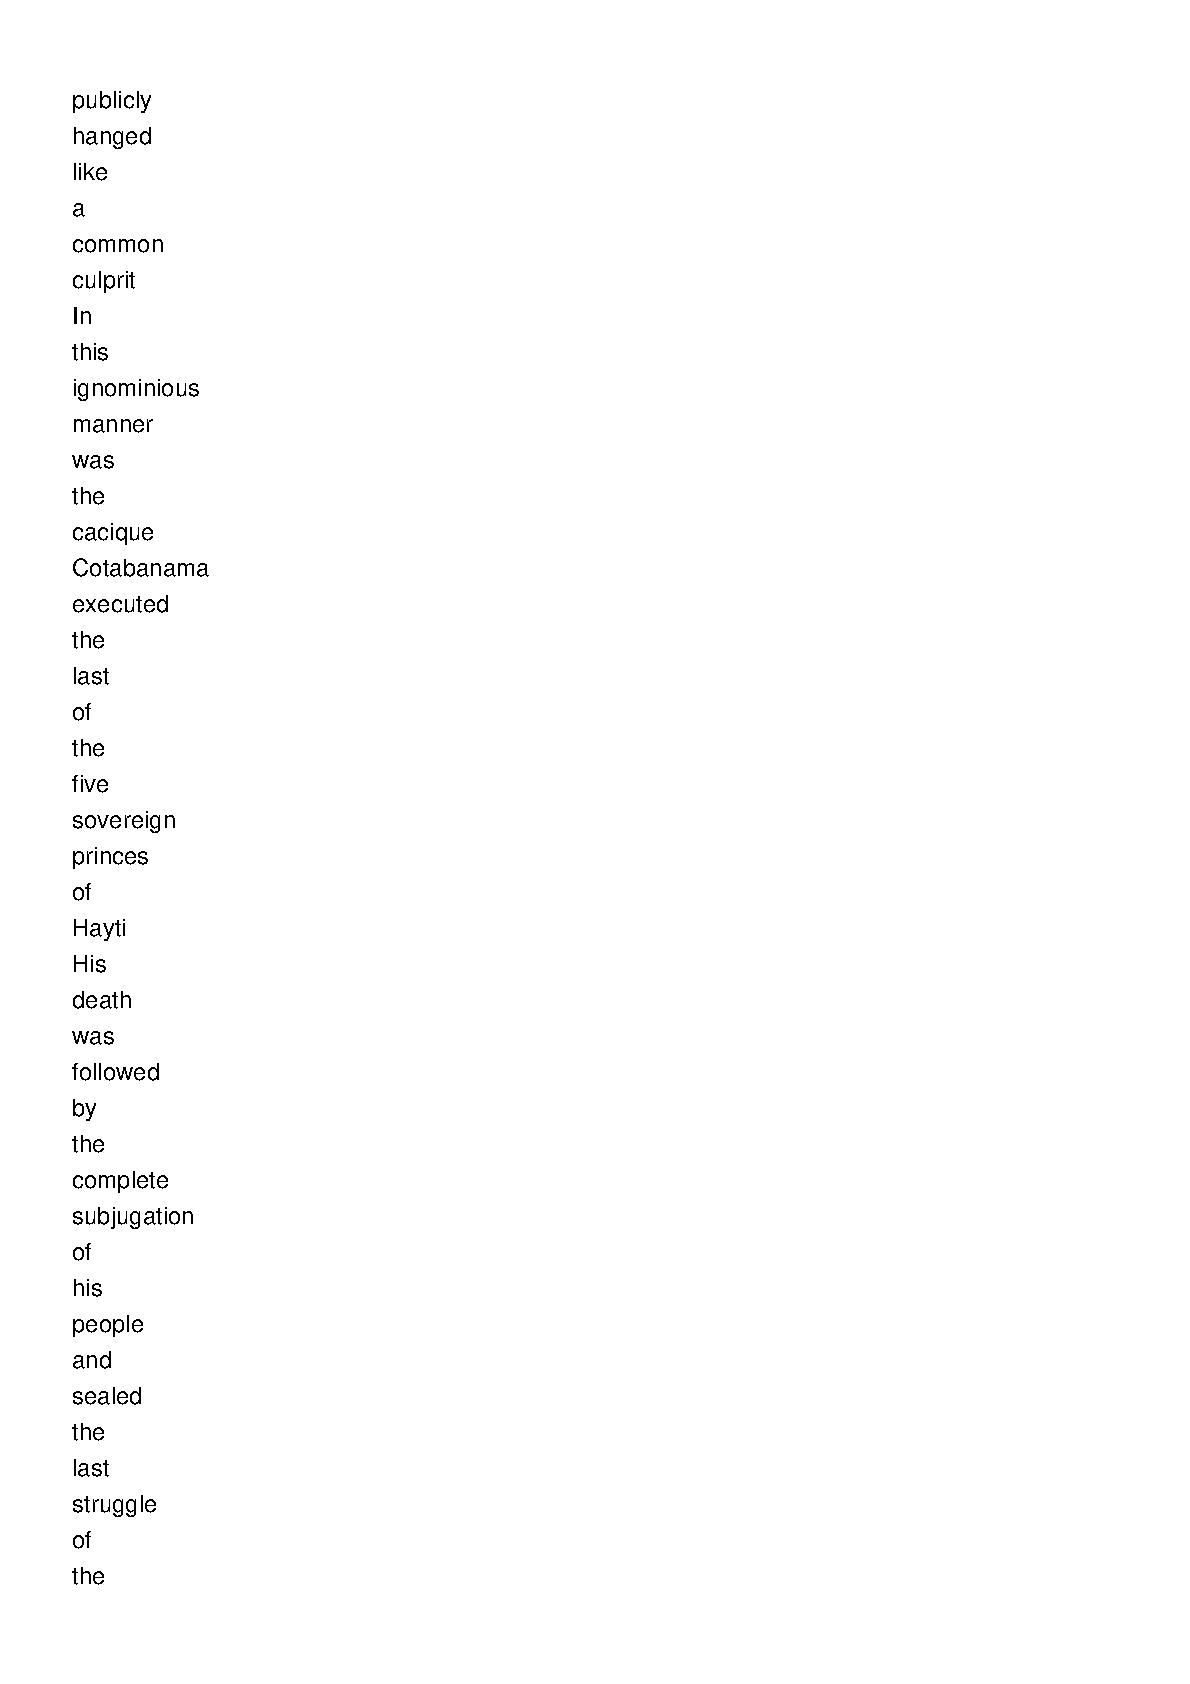 publicly
hanged
like
a
common
culprit
In
this
ignominious
manner
was
the
cacique
Cotabanama
executed
the
last
of
the
five
sovereign
princes
of
Hayti
His
death
was
followed
by
the
complete
subjugation
of
his
people
and
sealed
the
last
struggle
of
the